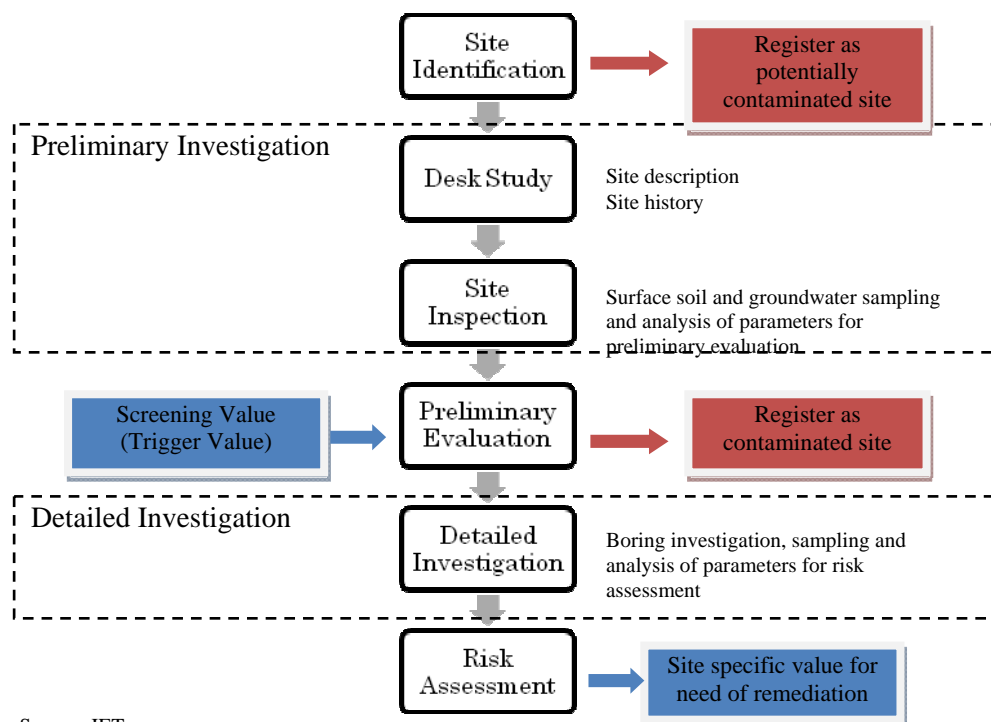 Site
Identification
Register as
potentially
contaminated site
Preliminary Investigation
Desk Study
Site description
Site history
Site
Inspection
Surface soil and groundwater sampling
and analysis of parameters for
preliminary evaluation
Screening Value
(Trigger Value)
Preliminary
Evaluation
Register as
contaminated site
Detailed Investigation
Detailed
Investigation
Boring investigation, sampling and
analysis of parameters for risk
assessment
Risk
Assessment
Site specific value for
need of remediation